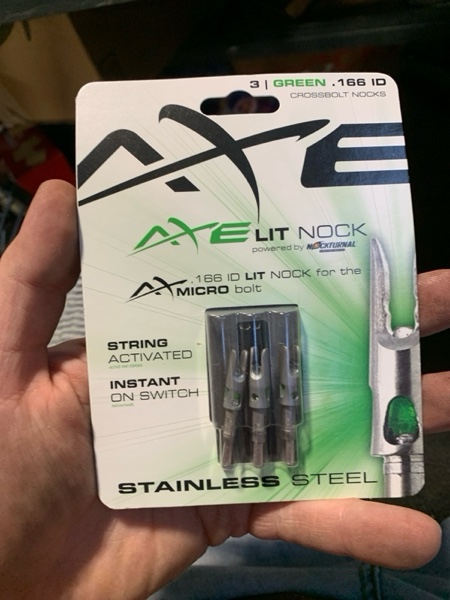 3 | GREEN .166 ID
CROSSBOLT NOCKS
AXE
AXE LIT NOCK
powered by NOCKTURNAL
AX .166 ID LIT NOCK for the
MICRO bolt
STRING
ACTIVATED
INSTANT
ON SWITCH
STAINLESS STEEL